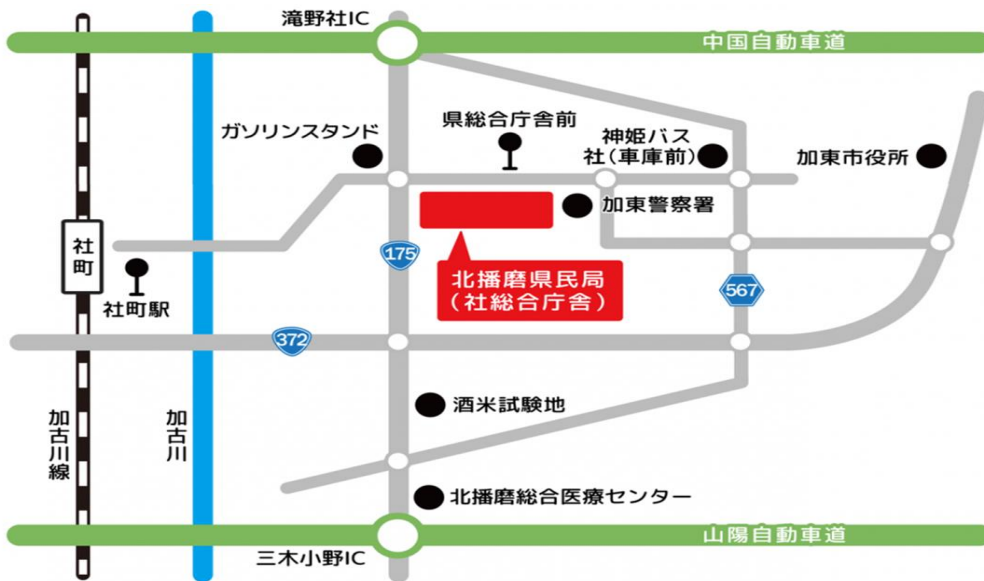 滝野社IC
中国自動車道
ガソリンスタンド
県総合庁舎前
神姫バス
社(車庫前)
加東市役所
加東警察署
社町
175
北播磨県民局
(社総合庁舎)
567
社町駅
372
酒米試験地
加古川線
加古川
北播磨総合医療センター
山陽自動車道
三木小野IC